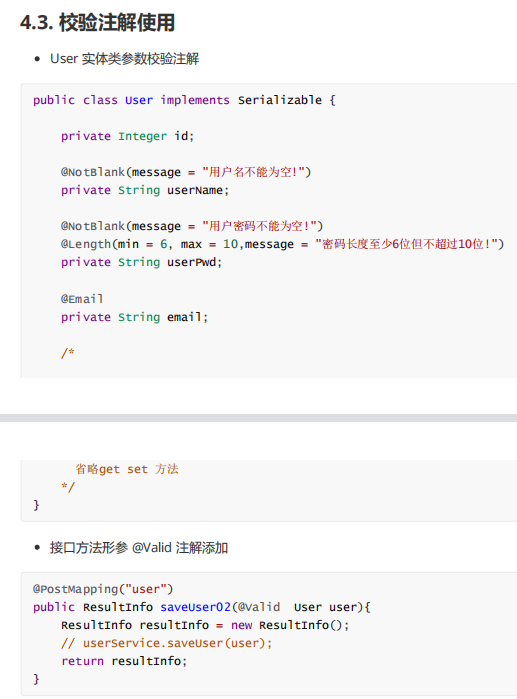 4.3. 校验注解使用
• User 实体类参数校验注解
public class User implements Serializable {
private Integer id;
@NotBlank(message = "用户名不能为空!")
private String userName;
@NotBlank(message = "用户密码不能为空!")
@Length(min = 6, max = 10,message = "密码长度至少6位但不超过10位!")
private String userPwd;
@Email
private String email;
/*
省略get set 方法
*/
}
• 接口方法形参 @Valid 注解添加
@PostMapping("user")
public ResultInfo saveUser02(@Valid  User user){
ResultInfo resultInfo = new ResultInfo();
// userService.saveUser(user);
return resultInfo;
}